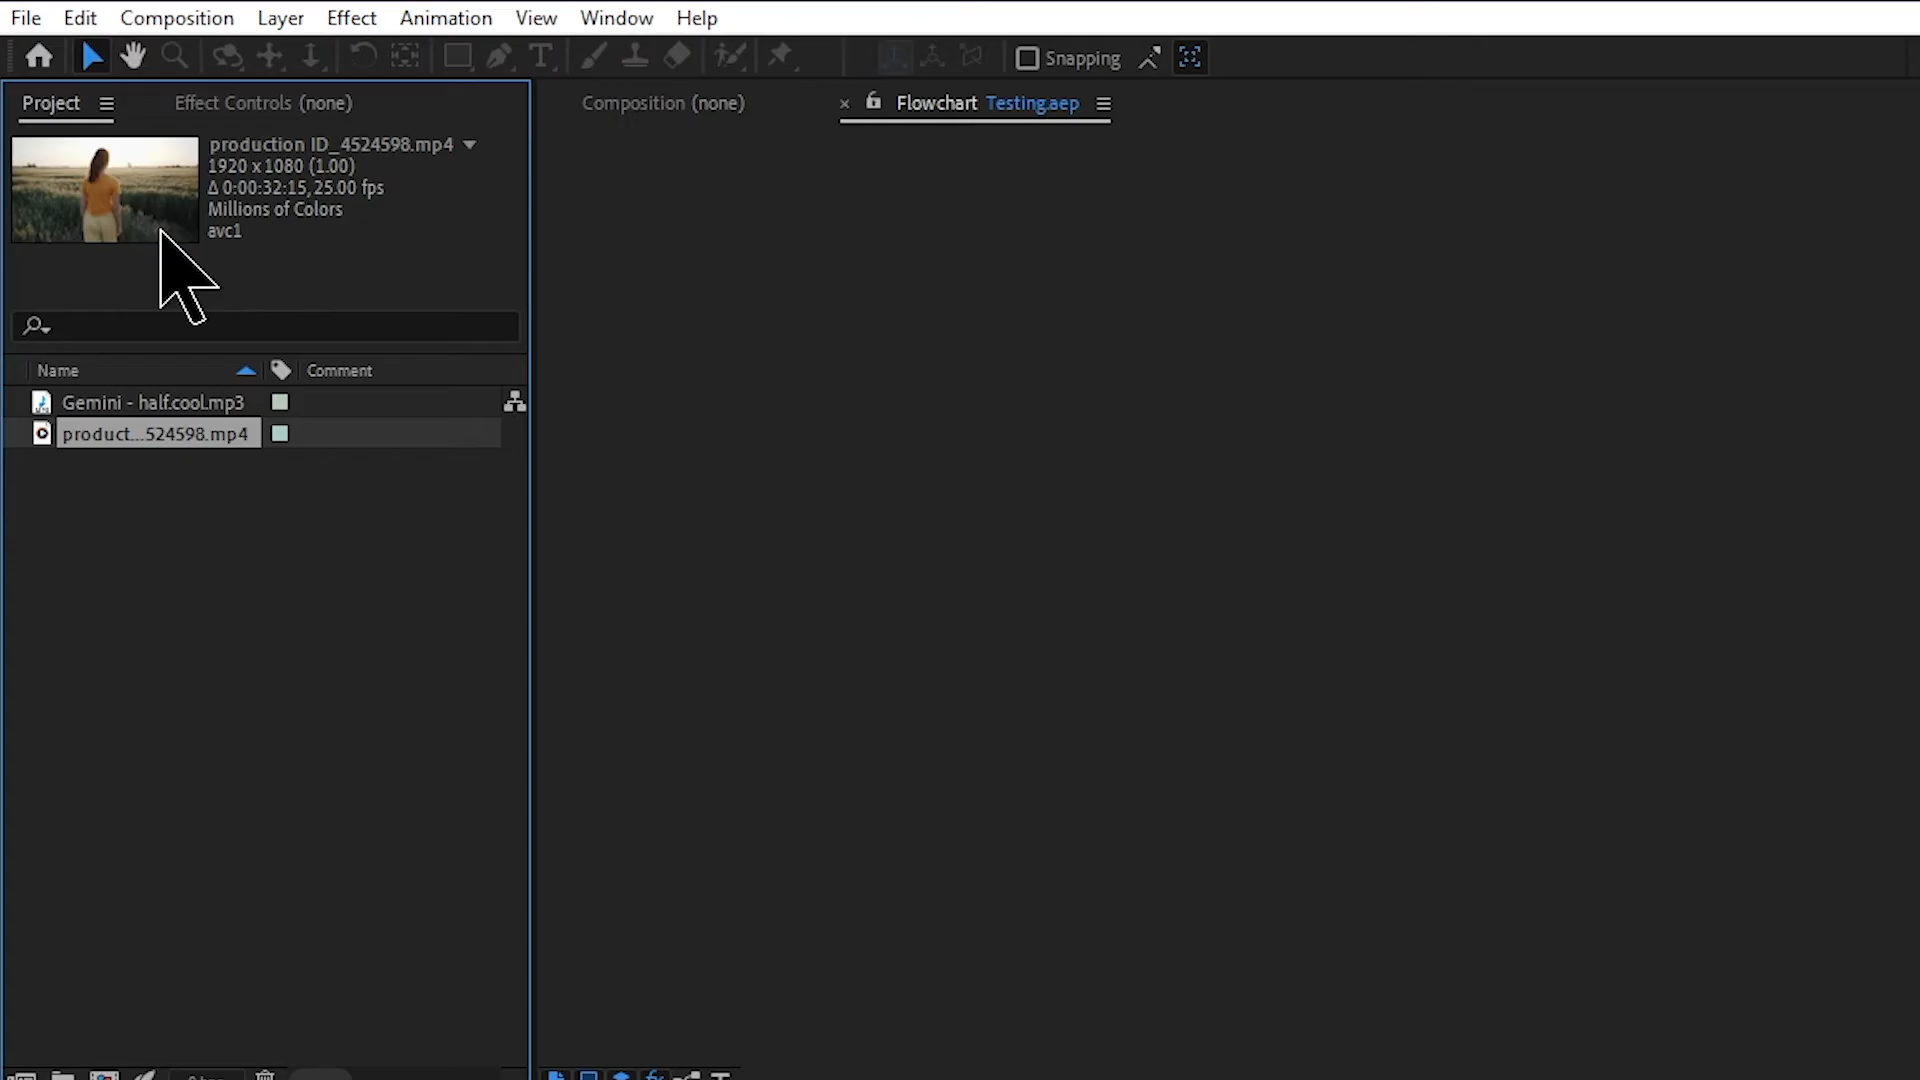 File Edit Composition Layer Effect Animation View Window Help
Snapping
Project Effect Controls (none) Composition (none) × Flowchart Testing.aep
production ID_4524598.mp4
1920 x 1080 (1.00)
Δ 0:00:32:15, 25.00 fps
Millions of Colors
avc1
Name Comment
Gemini - half.cool.mp3
product...524598.mp4